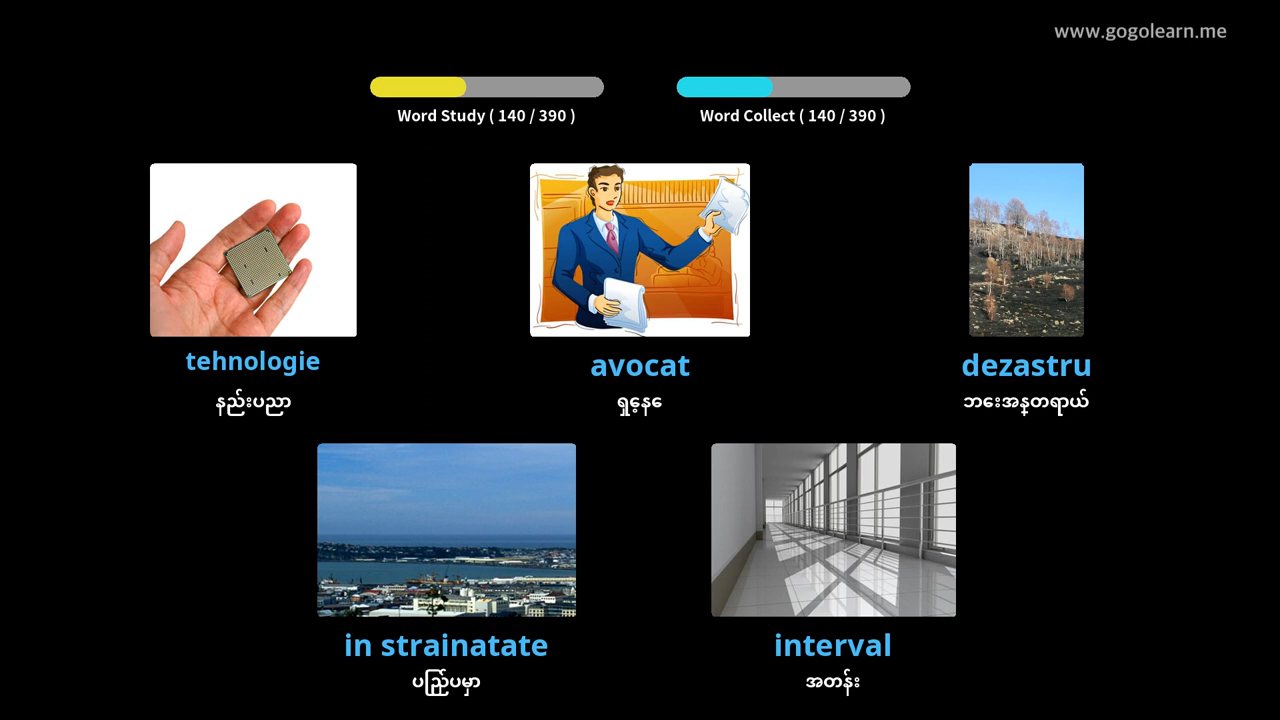 www.gogolearn.me
Word Study ( 140 / 390 )
Word Collect ( 140 / 390 )
tehnologie
နည်းပညာ
avocat
ရှေ့နေ
dezastru
ဘေးအန္တရာယ်
in strainatate
ပြည်ပမှာ
interval
အတန်း